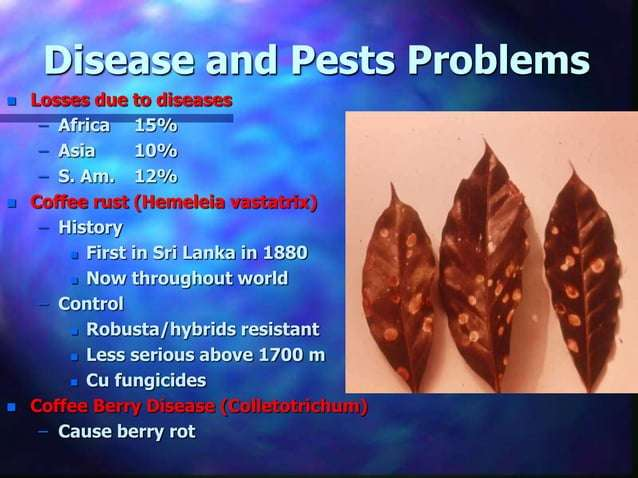 Disease and Pests Problems
Losses due to diseases
– Africa 15%
– Asia 10%
– S. Am. 12%
Coffee rust (Hemeleia vastatrix)
– History
First in Sri Lanka in 1880
Now throughout world
– Control
Robusta/hybrids resistant
Less serious above 1700 m
Cu fungicides
Coffee Berry Disease (Colletotrichum)
– Cause berry rot